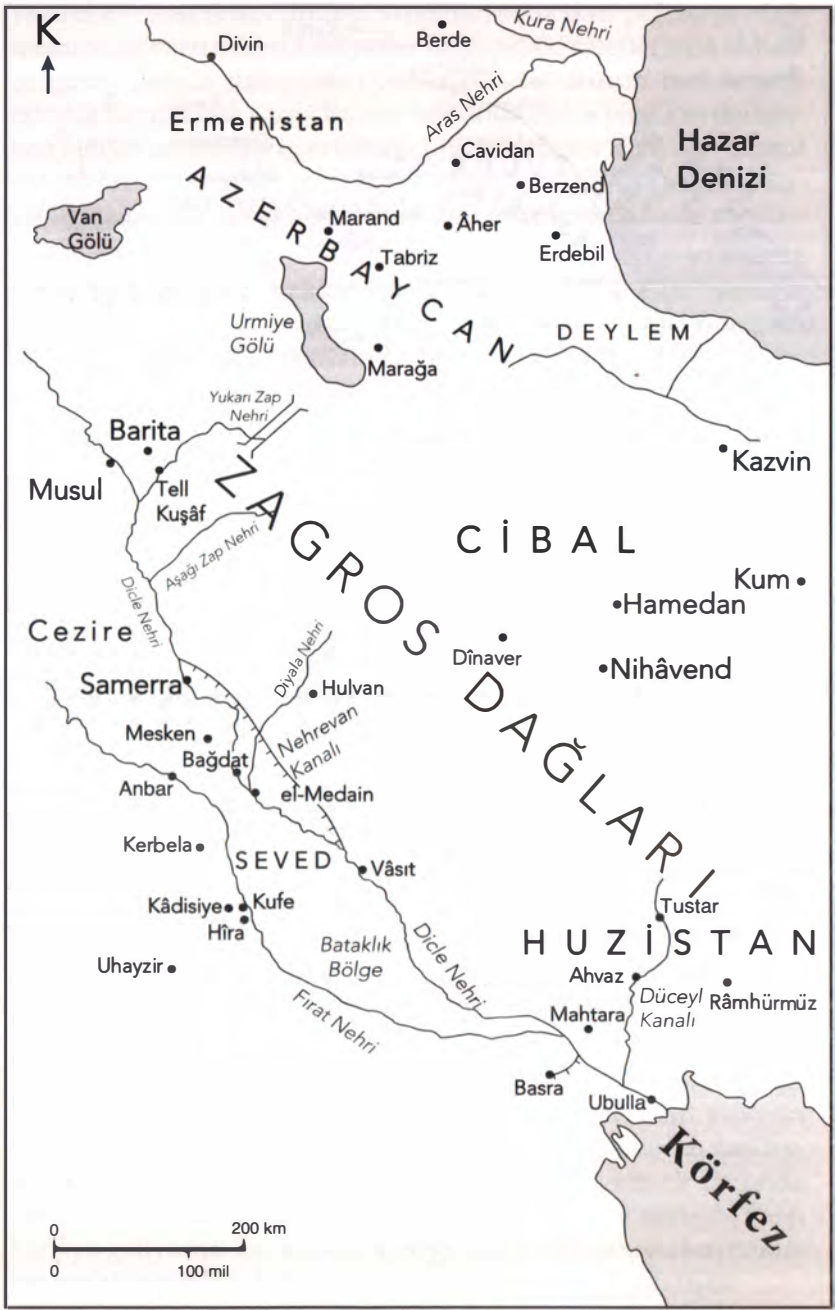 K
Divin
Berde
Kura Nehri
Aras Nehri
Ermenistan
Cavidan
Hazar
Denizi
Berzend
AZERBAYCAN
Van
Gölü
Marand
Âher
Erdebil
Tabriz
Urmiye
Gölü
DEYLEM
Marağa
Yukarı Zap
Nehri
Barita
Kazvin
Musul
Tell
Kuşâf
ZAGROS DAĞLARI
CİBAL
Aşağı Zap Nehri
Kum
Dicle Nehri
Hamedan
Cezire
Diyala Nehri
Dînaver
Nihâvend
Samerra
Hulvan
Mesken
Nehrevan
Kanalı
Bağdat
Anbar
el-Medain
Kerbela
SEVED
Vâsıt
Kâdisiye
Kufe
Hîra
Tustar
Bataklık
Bölge
Dicle Nehri
HUZİSTAN
Uhayzir
Ahvaz
Düceyl
Kanalı
Râmhürmüz
Fırat Nehri
Mahtara
Basra
Ubulla
Körfez
0
200 km
0
100 mil